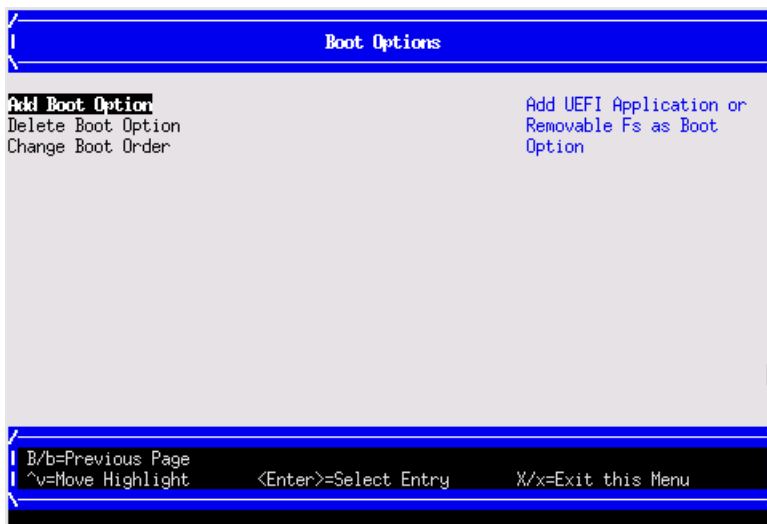 Boot Options
Add Boot Option
Delete Boot Option
Change Boot Order
Add UEFI Application or
Removable Fs as Boot
Option
B/b=Previous Page
^v=Move Highlight <Enter>=Select Entry X/x=Exit this Menu